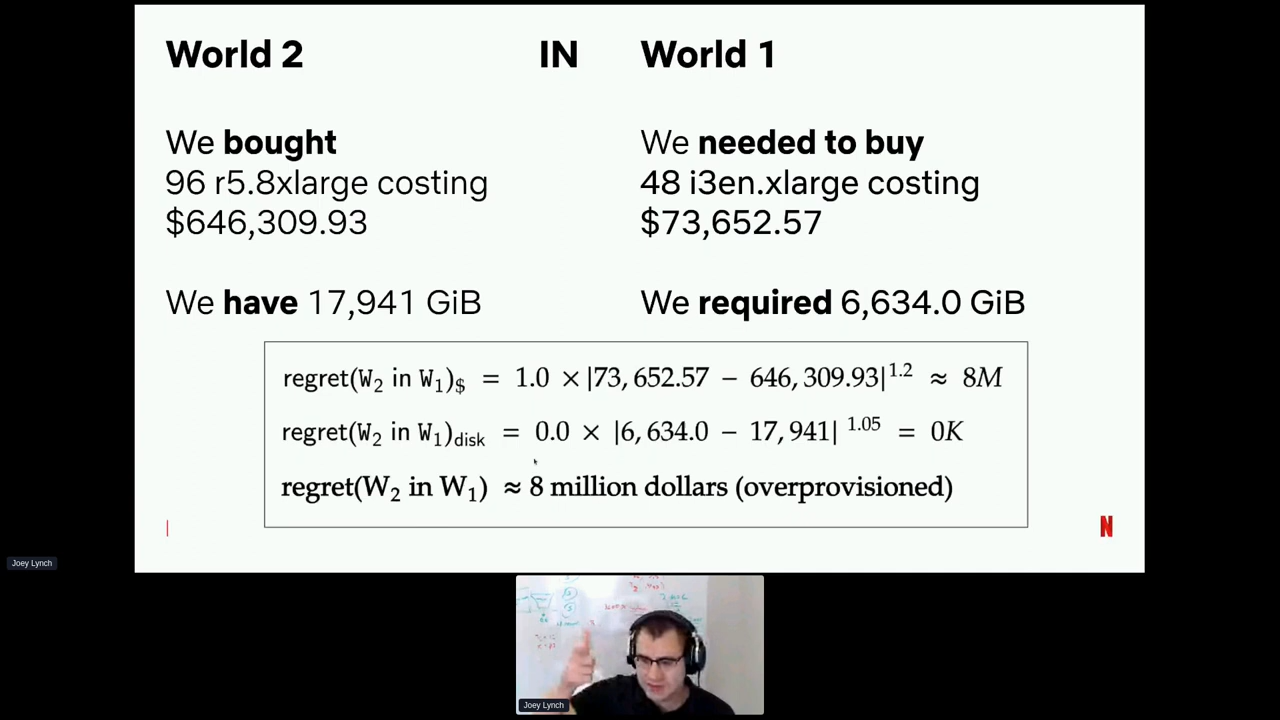 World 2 IN World 1
We bought
96 r5.8xlarge costing
$646,309.93
We needed to buy
48 i3en.xlarge costing
$73,652.57
We have 17,941 GiB
We required 6,634.0 GiB
regret(W₂ in W₁)$ = 1.0 × |73, 652.57 − 646, 309.93|^1.2 ≈ 8M
regret(W₂ in W₁)disk = 0.0 × |6, 634.0 − 17, 941| ^1.05 = 0K
regret(W₂ in W₁) ≈ 8 million dollars (overprovisioned)
N
Joey Lynch
Joey Lynch